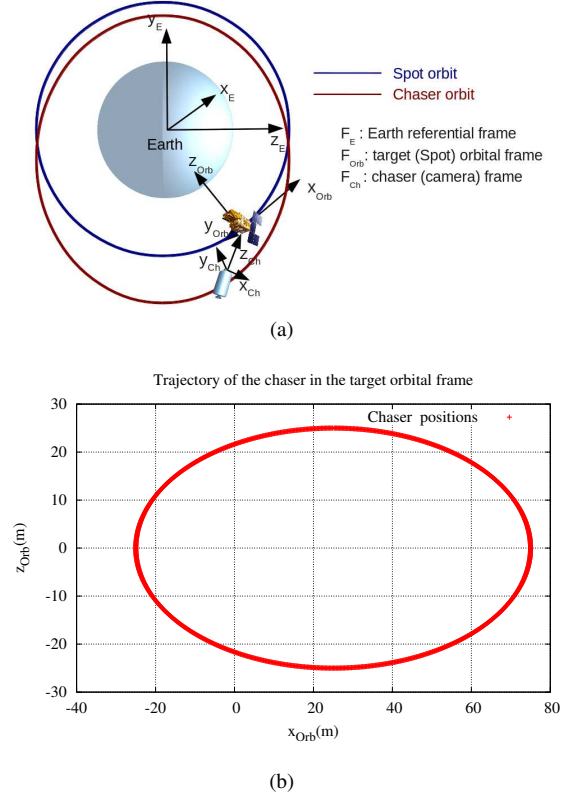 (a)
y_E
x_E
Earth
z_E
z_Orb
x_Orb
y_Orb
z_Ch
y_Ch
x_Ch
Spot orbit
Chaser orbit
F_E : Earth referential frame
F_Orb : target (Spot) orbital frame
F_Ch : chaser (camera) frame
(a)
Trajectory of the chaser in the target orbital frame
Chaser positions
30
20
10
0
-10
-20
-30
z_Orb(m)
-40
-20
0
20
40
60
80
x_Orb(m)
(b)